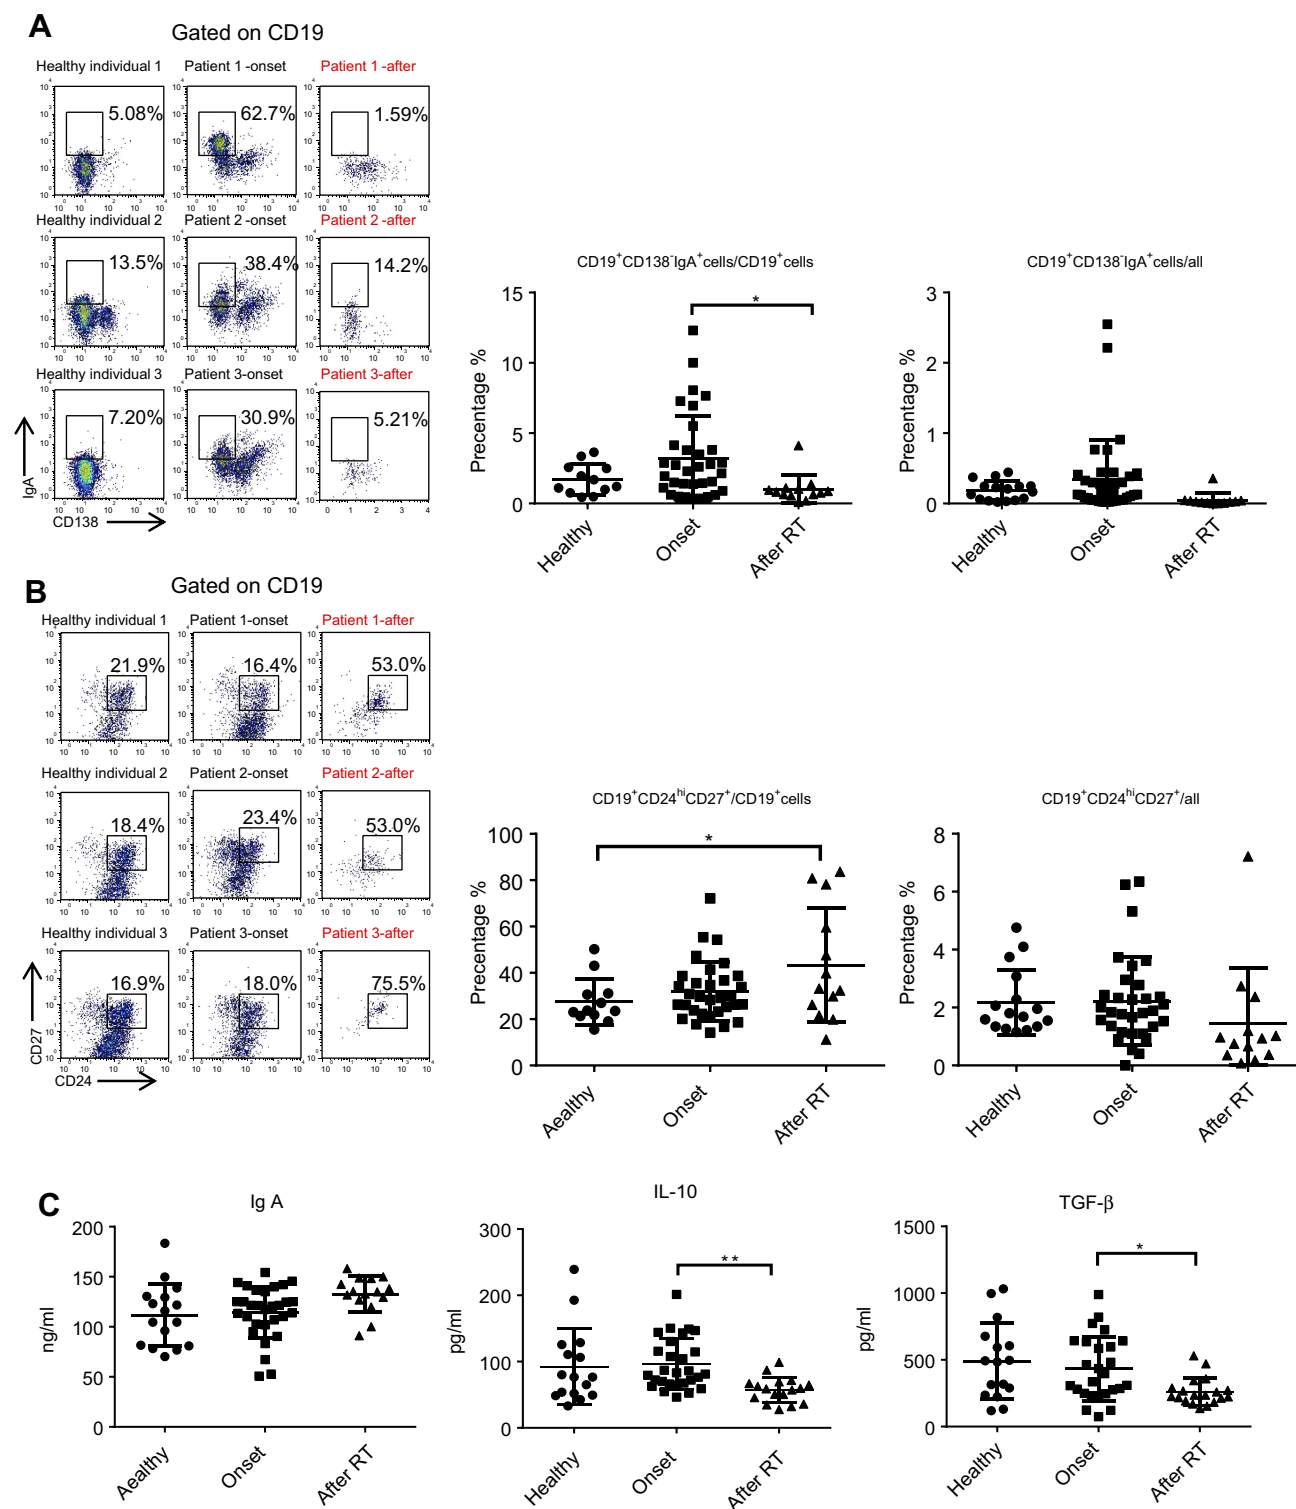 A
Gated on CD19
Healthy individual 1 Patient 1 -onset Patient 1 -after
5.08% 62.7% 1.59%
Healthy individual 2 Patient 2 -onset Patient 2 -after
13.5% 38.4% 14.2%
Healthy individual 3 Patient 3-onset Patient 3-after
7.20% 30.9% 5.21%
IgA
CD138
CD19+CD138-IgA+cells/CD19+cells
Precentage %
15
10
5
0
*
Healthy Onset After RT
CD19+CD138-IgA+cells/all
Precentage %
3
2
1
0
Healthy Onset After RT
B
Gated on CD19
Healthy individual 1 Patient 1-onset Patient 1-after
21.9% 16.4% 53.0%
Healthy individual 2 Patient 2-onset Patient 2-after
18.4% 23.4% 53.0%
Healthy individual 3 Patient 3-onset Patient 3-after
16.9% 18.0% 75.5%
CD27
CD24
CD19+CD24hiCD27+/CD19+cells
Precentage %
100
80
60
40
20
0
*
Aealthy Onset After RT
CD19+CD24hiCD27+/all
Precentage %
8
6
4
2
0
Healthy Onset After RT
C
Ig A
ng/ml
200
150
100
50
0
Aealthy Onset After RT
IL-10
pg/ml
300
200
100
0
**
Healthy Onset After RT
TGF-β
pg/ml
1500
1000
500
0
*
Healthy Onset After RT